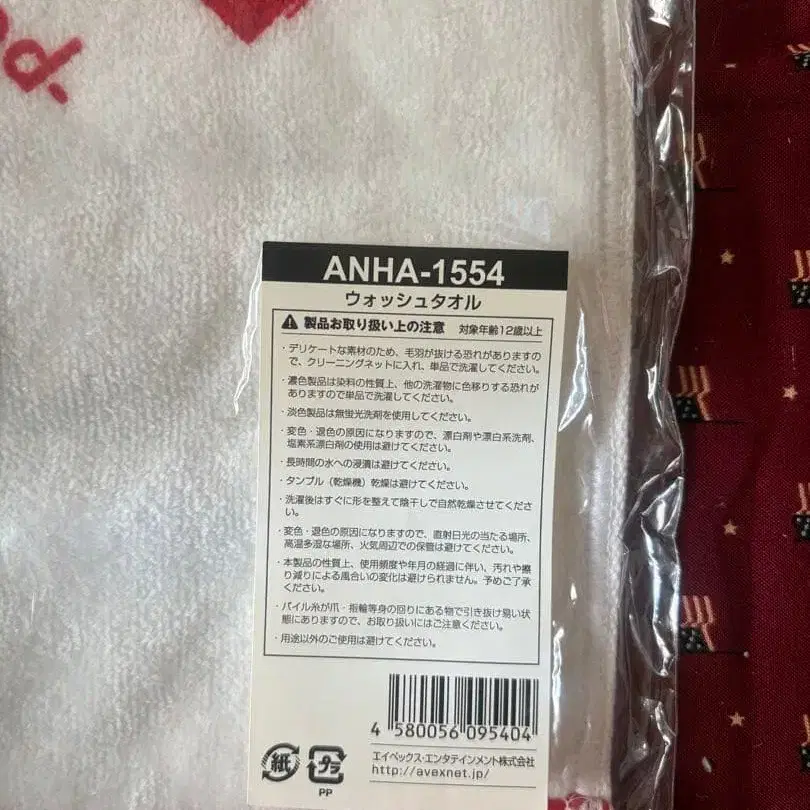 ANHA-1554
ウォッシュタオル
製品お取り扱い上の注意 対象年齢12歳以上
・デリケートな素材のため、毛羽が抜ける恐れがありますの
で、クリーニングネットに入れ、単品で洗濯してください。
・濃色製品は染料の性質上、他の洗濯物に色移りする恐れが
ありますので単品で洗濯してください。
・淡色製品は無蛍光洗剤を使用してください。
・変色・退色の原因になりますので、漂白剤や漂白系洗剤、
塩素系漂白剤の使用は避けてください。
・長時間の水への浸漬は避けてください。
・タンブル（乾燥機）乾燥は避けてください。
・洗濯後はすぐに形を整えて陰干しで自然乾燥させてくださ
い。
・変色・退色の原因になりますので、直射日光の当たる場所、
高温多湿な場所、火気周辺での保管は避けてください。
・本製品の性質上、使用頻度や年月の経過に伴い、汚れや擦
り減りによる風合いの変化は避けられません。予めご了承
ください。
・パイル糸が爪・指輪等身の回りにある物で引き抜け易い状
態にありますので、お取り扱いにはご注意ください。
・用途以外のご使用は避けてください。
4 580056 095404
紙 プラ エイベックス・エンタテインメント株式会社
PP http://avexnet.jp/